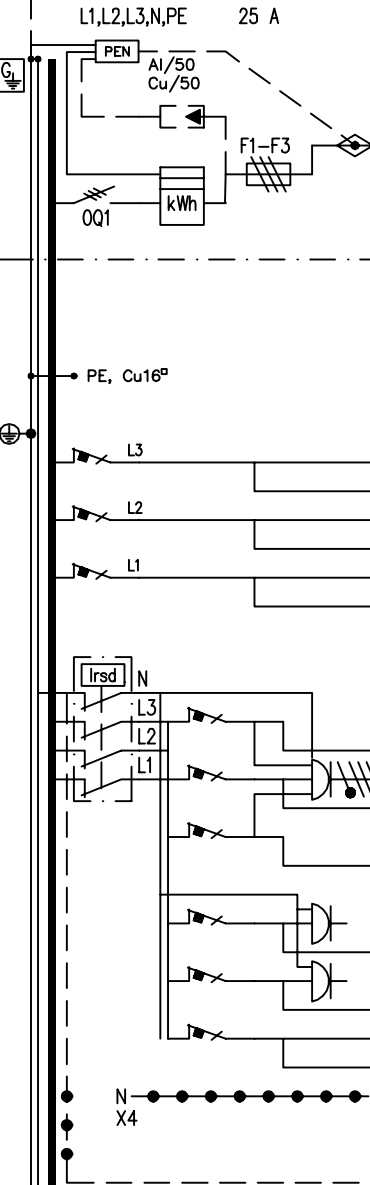 L1,L2,L3,N,PE 25 A
PEN
G
Al/50
Cu/50
F1-F3
kWh
0Q1
PE, Cu16□
L3
L2
L1
Irsd
N
L3
L2
L1
N
X4